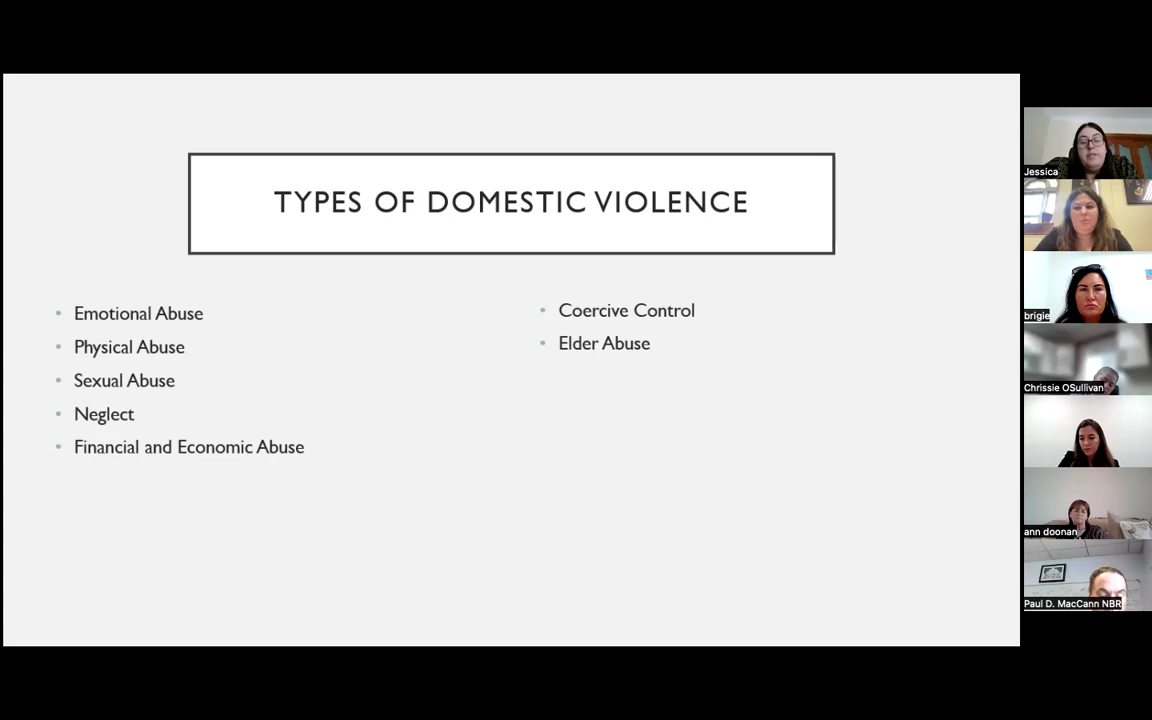 TYPES OF DOMESTIC VIOLENCE
Emotional Abuse
Physical Abuse
Sexual Abuse
Neglect
Financial and Economic Abuse
Coercive Control
Elder Abuse
Jessica
brigie
Chrissie OSullivan
ann doonan
Paul D. MacCann NBR